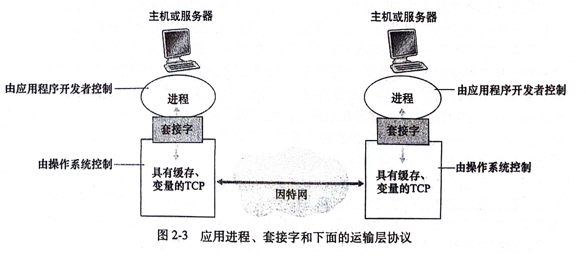 主机或服务器
主机或服务器
由应用程序开发者控制
进程
进程
由应用程序开发者控制
套接字
套接字
由操作系统控制
具有缓存、
变量的TCP
因特网
具有缓存、
变量的TCP
由操作系统控制
图 2-3 应用进程、套接字和下面的运输层协议